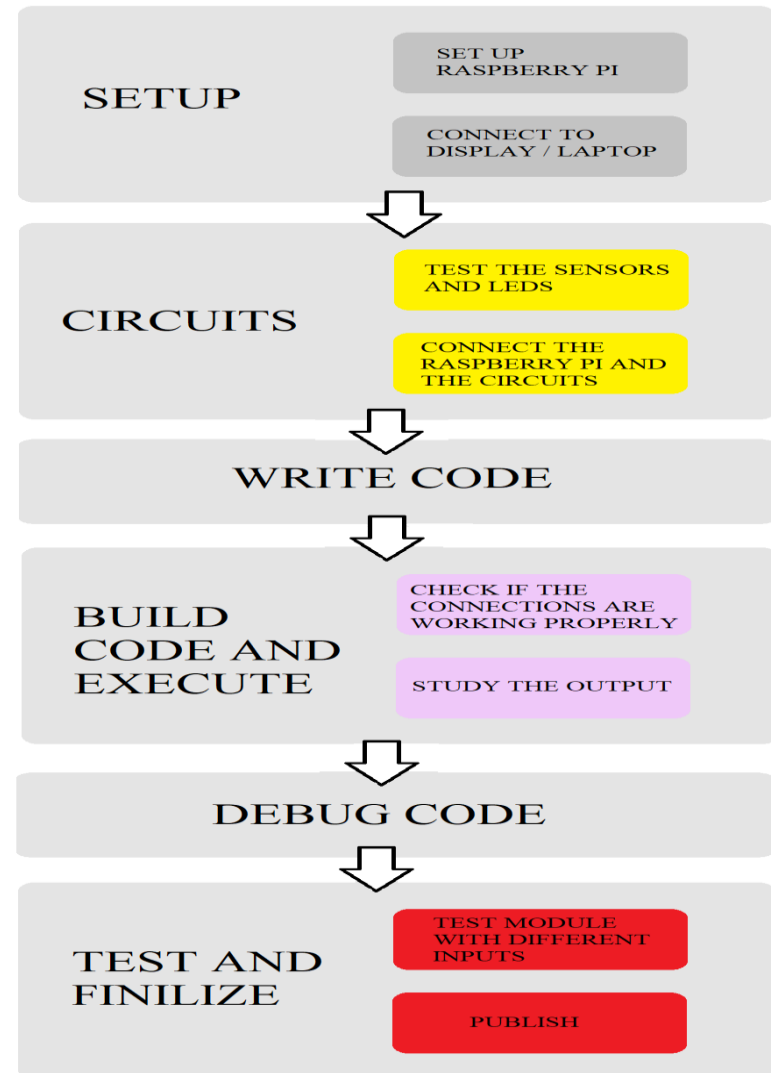 SETUP
SET UP
RASPBERRY PI
CONNECT TO
DISPLAY / LAPTOP
CIRCUITS
TEST THE SENSORS
AND LEDS
CONNECT THE
RASPBERRY PI AND
THE CIRCUITS
WRITE CODE
BUILD
CODE AND
EXECUTE
CHECK IF THE
CONNECTIONS ARE
WORKING PROPERLY
STUDY THE OUTPUT
DEBUG CODE
TEST AND
FINILIZE
TEST MODULE
WITH DIFFERENT
INPUTS
PUBLISH